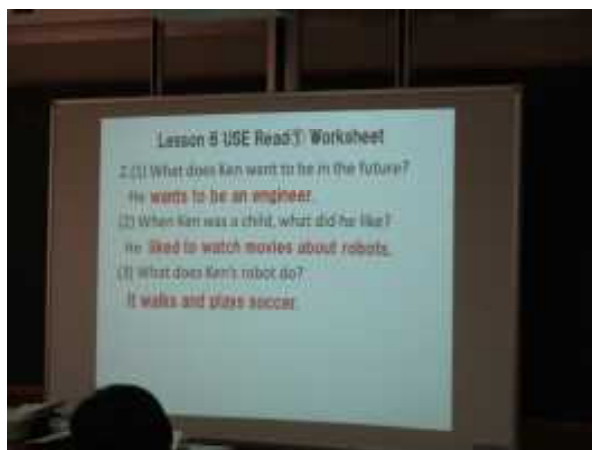 Lesson 6 USE Read① Worksheet
2.(1) What does Ken want to be in the future?
He wants to be an engineer.
(2) When Ken was a child, what did he like?
He liked to watch movies about robots.
(3) What does Ken's robot do?
It walks and plays soccer.